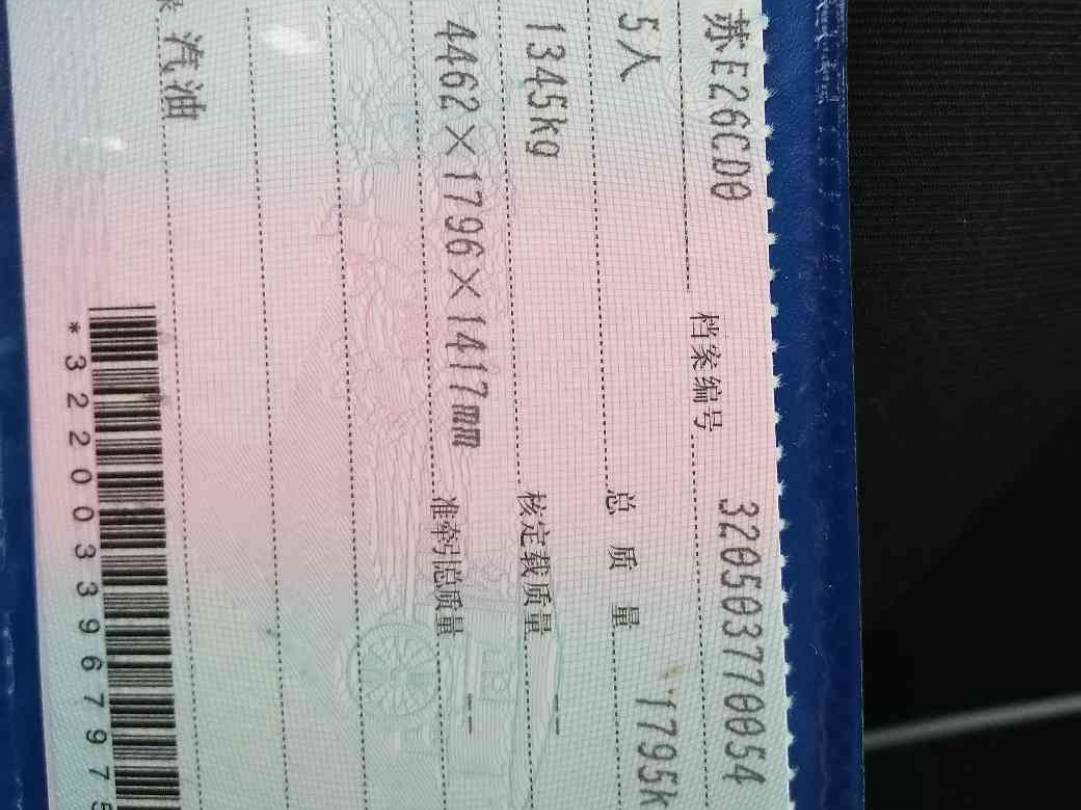 苏E26CD0 档案编号 320503770054
5人 总质量 1795k
1345kg 核定载质量 --
4462×1796×1417mm 准牵引总质量 --
汽油
*3220033967975